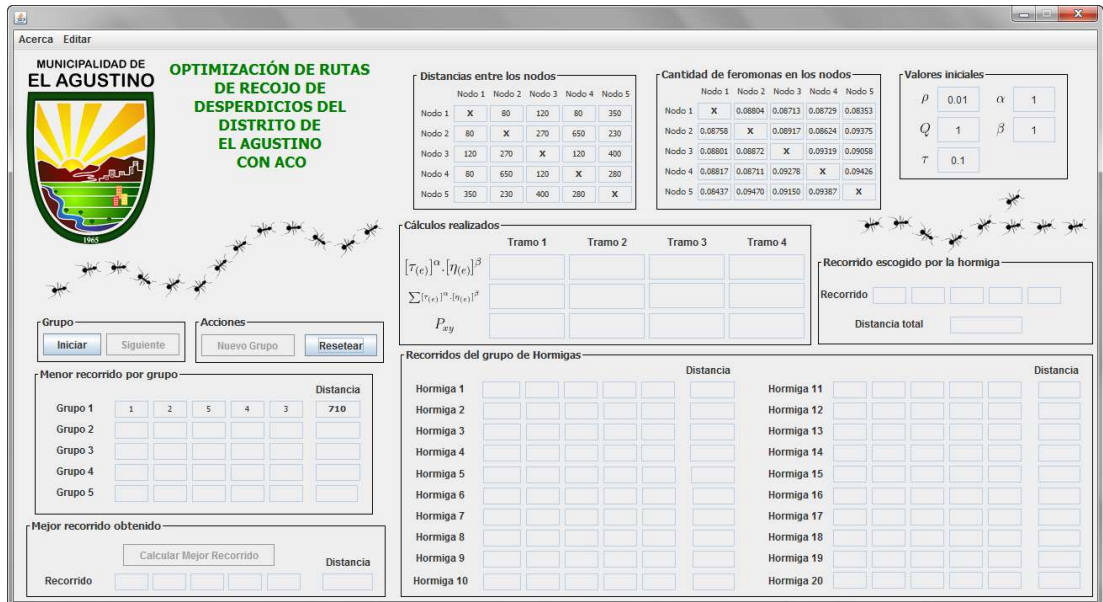 Acerca Editar
MUNICIPALIDAD DE
EL AGUSTINO
1965
OPTIMIZACIÓN DE RUTAS
DE RECOJO DE
DESPERDICIOS DEL
DISTRITO DE
EL AGUSTINO
CON ACO
Distancias entre los nodos
Nodo 1 Nodo 2 Nodo 3 Nodo 4 Nodo 5
Nodo 1 X 80 120 80 350
Nodo 2 80 X 270 650 230
Nodo 3 120 270 X 120 400
Nodo 4 80 650 120 X 280
Nodo 5 350 230 400 280 X
Cantidad de feromonas en los nodos
Nodo 1 Nodo 2 Nodo 3 Nodo 4 Nodo 5
Nodo 1 X 0.08804 0.08713 0.08729 0.08353
Nodo 2 0.08758 X 0.08917 0.08624 0.09375
Nodo 3 0.08801 0.08872 X 0.09319 0.09058
Nodo 4 0.08817 0.08711 0.09278 X 0.09426
Nodo 5 0.08437 0.09470 0.09150 0.09387 X
Valores iniciales
ρ 0.01 α 1
Q 1 β 1
τ 0.1
Cálculos realizados
Tramo 1 Tramo 2 Tramo 3 Tramo 4
[τ(e)]^α.[η(e)]^β
∑[τ(e)]^α.[η(e)]^β
Pxy
Recorrido escogido por la hormiga
Recorrido
Distancia total
Grupo
Iniciar Siguiente
Acciones
Nuevo Grupo Resetear
Menor recorrido por grupo
Distancia
Grupo 1 1 2 5 4 3 710
Grupo 2
Grupo 3
Grupo 4
Grupo 5
Mejor recorrido obtenido
Calcular Mejor Recorrido
Distancia
Recorrido
Recorridos del grupo de Hormigas
Distancia Distancia
Hormiga 1 Hormiga 11
Hormiga 2 Hormiga 12
Hormiga 3 Hormiga 13
Hormiga 4 Hormiga 14
Hormiga 5 Hormiga 15
Hormiga 6 Hormiga 16
Hormiga 7 Hormiga 17
Hormiga 8 Hormiga 18
Hormiga 9 Hormiga 19
Hormiga 10 Hormiga 20